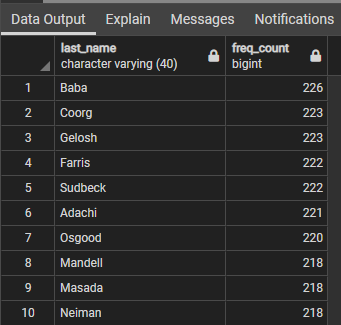 Data Output Explain Messages Notifications
last_name freq_count
character varying (40) bigint
1 Baba 226
2 Coorg 223
3 Gelosh 223
4 Farris 222
5 Sudbeck 222
6 Adachi 221
7 Osgood 220
8 Mandell 218
9 Masada 218
10 Neiman 218